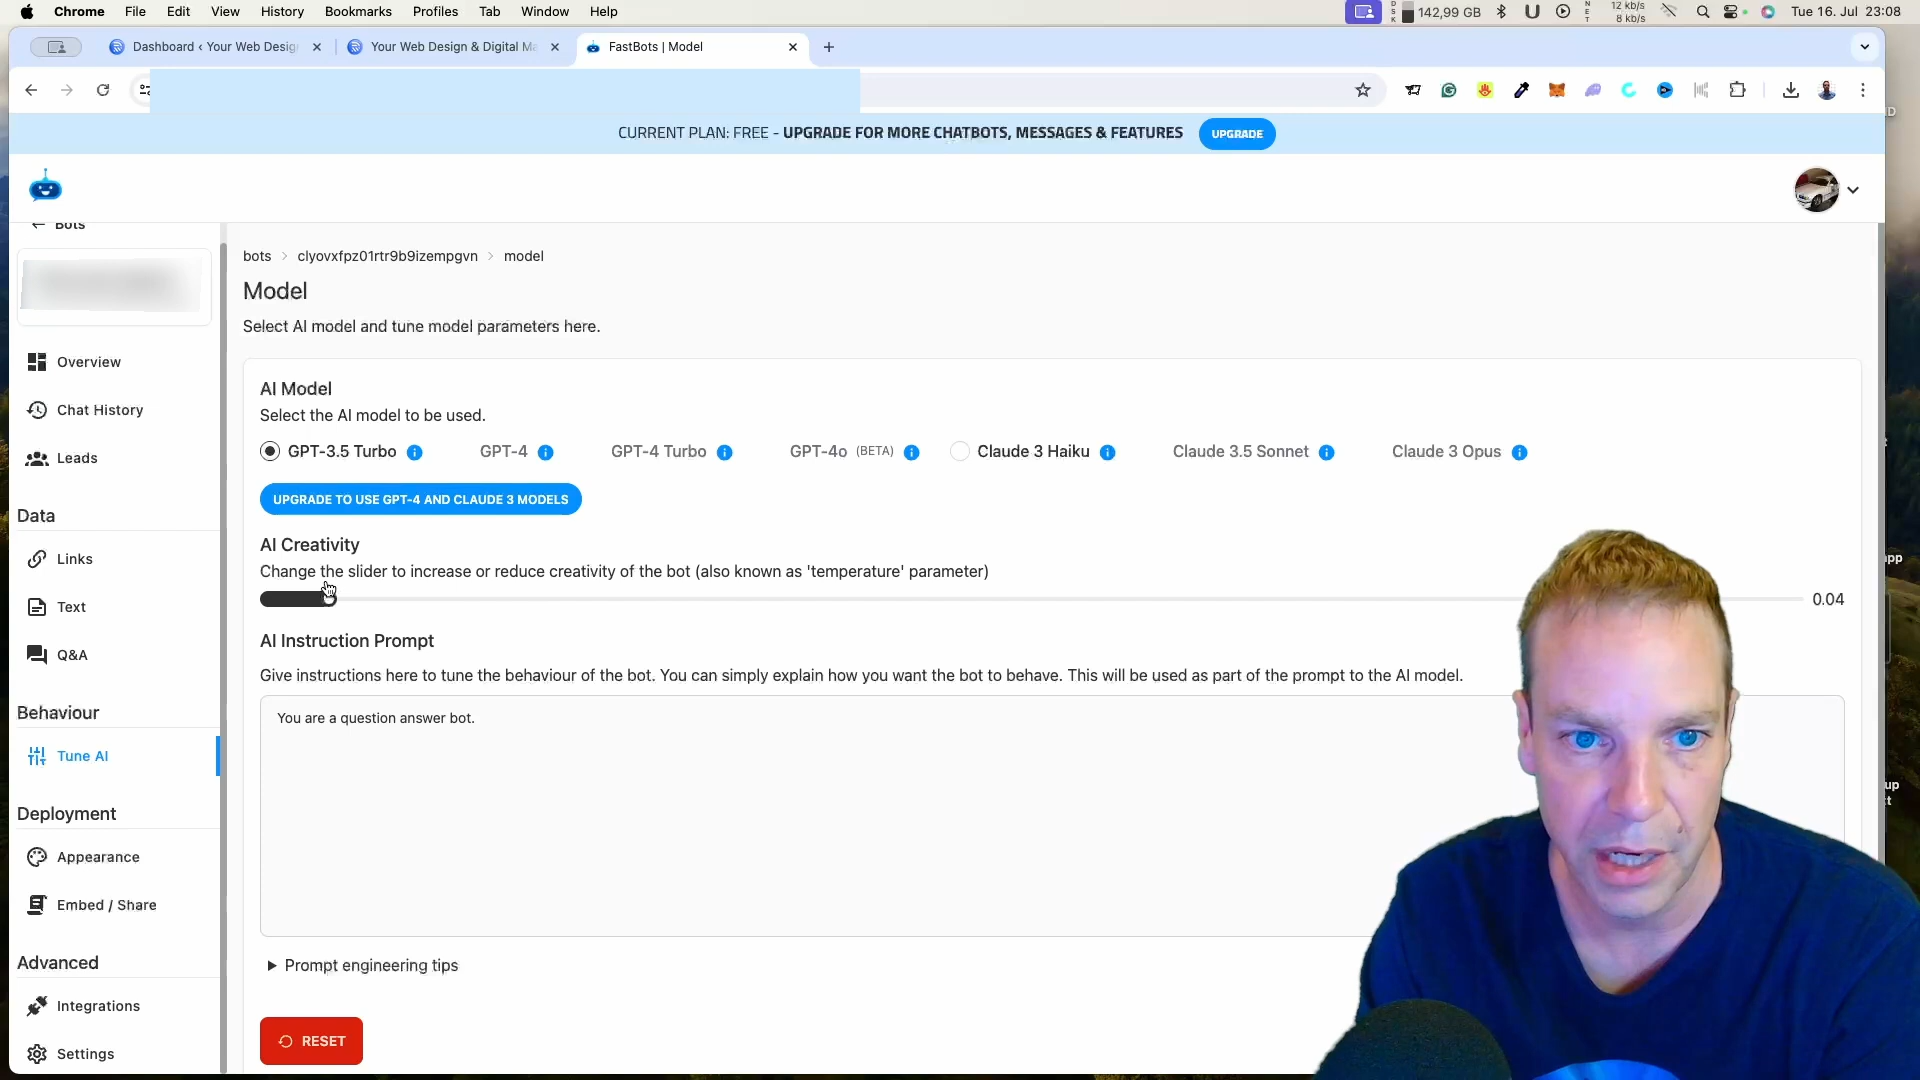 Chrome File Edit View History Bookmarks Profiles Tab Window Help
142,99 GB
12 kb/s
8 kb/s
Tue 16. Jul 23:08
Dashboard ‹ Your Web Desig
Your Web Design & Digital Ma
FastBots | Model
CURRENT PLAN: FREE - UPGRADE FOR MORE CHATBOTS, MESSAGES & FEATURES
UPGRADE
Bots
Overview
Chat History
Leads
Data
Links
Text
Q&A
Behaviour
Tune AI
Deployment
Appearance
Embed / Share
Advanced
Integrations
Settings
bots > clyovxfpz01rtr9b9izempgvn > model
Model
Select AI model and tune model parameters here.
AI Model
Select the AI model to be used.
GPT-3.5 Turbo GPT-4 GPT-4 Turbo GPT-4o (BETA) Claude 3 Haiku Claude 3.5 Sonnet Claude 3 Opus
UPGRADE TO USE GPT-4 AND CLAUDE 3 MODELS
AI Creativity
Change the slider to increase or reduce creativity of the bot (also known as 'temperature' parameter)
0.04
AI Instruction Prompt
Give instructions here to tune the behaviour of the bot. You can simply explain how you want the bot to behave. This will be used as part of the prompt to the AI model.
You are a question answer bot.
Prompt engineering tips
RESET